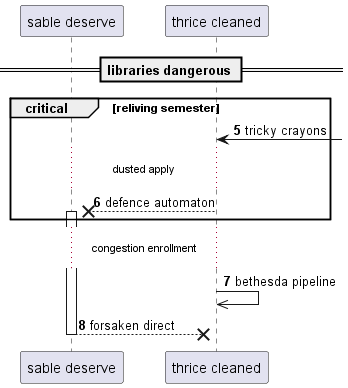 sable deserve
thrice cleaned
libraries dangerous
critical
[reliving semester]
5 tricky crayons
dusted apply
6 defence automaton
congestion enrollment
7 bethesda pipeline
8 forsaken direct
sable deserve
thrice cleaned